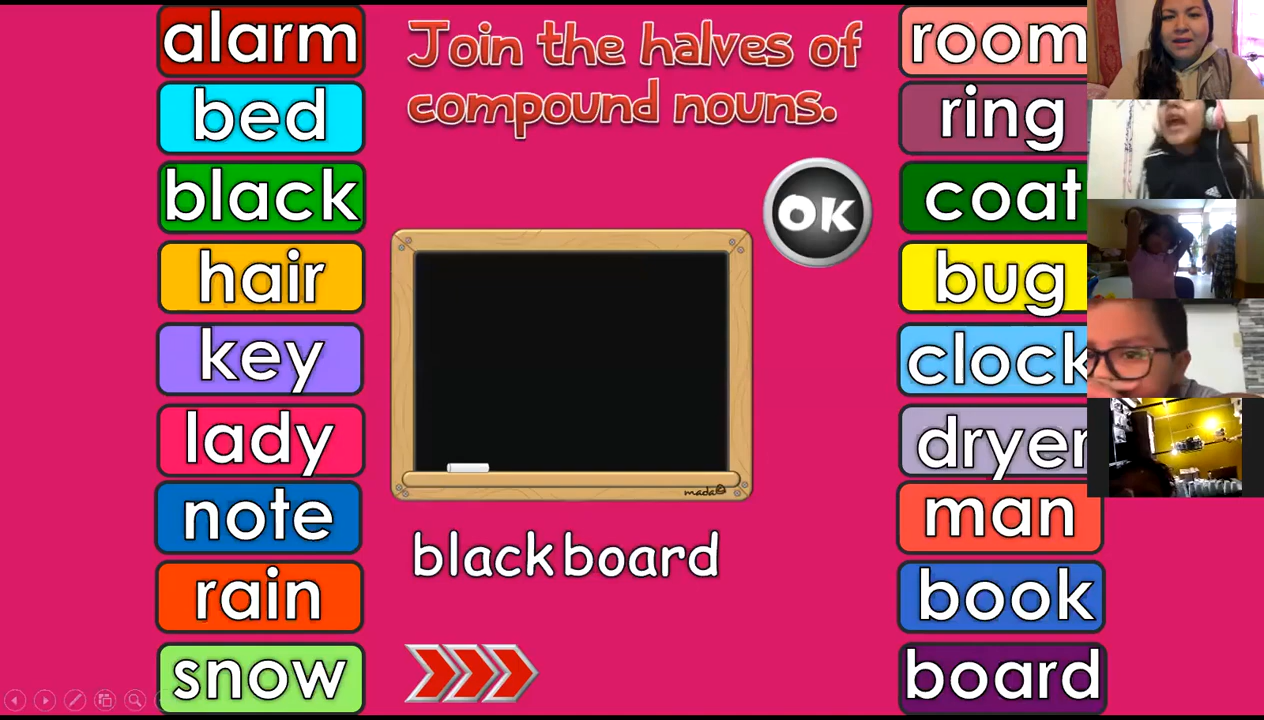 alarm
bed
black
hair
key
lady
note
rain
snow
Join the halves of
compound nouns.
OK
mada
blackboard
room
ring
coat
bug
clock
dryer
man
book
board